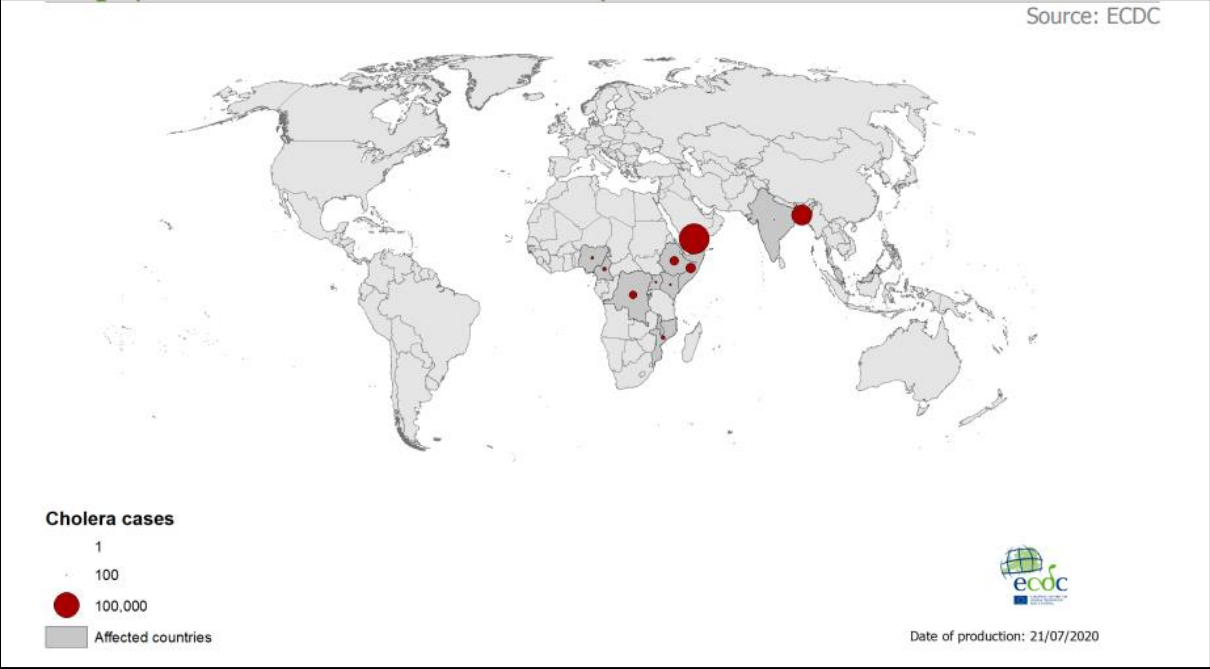 Source: ECDC
Cholera cases
1
100
100,000
Affected countries
ecdc
Date of production: 21/07/2020